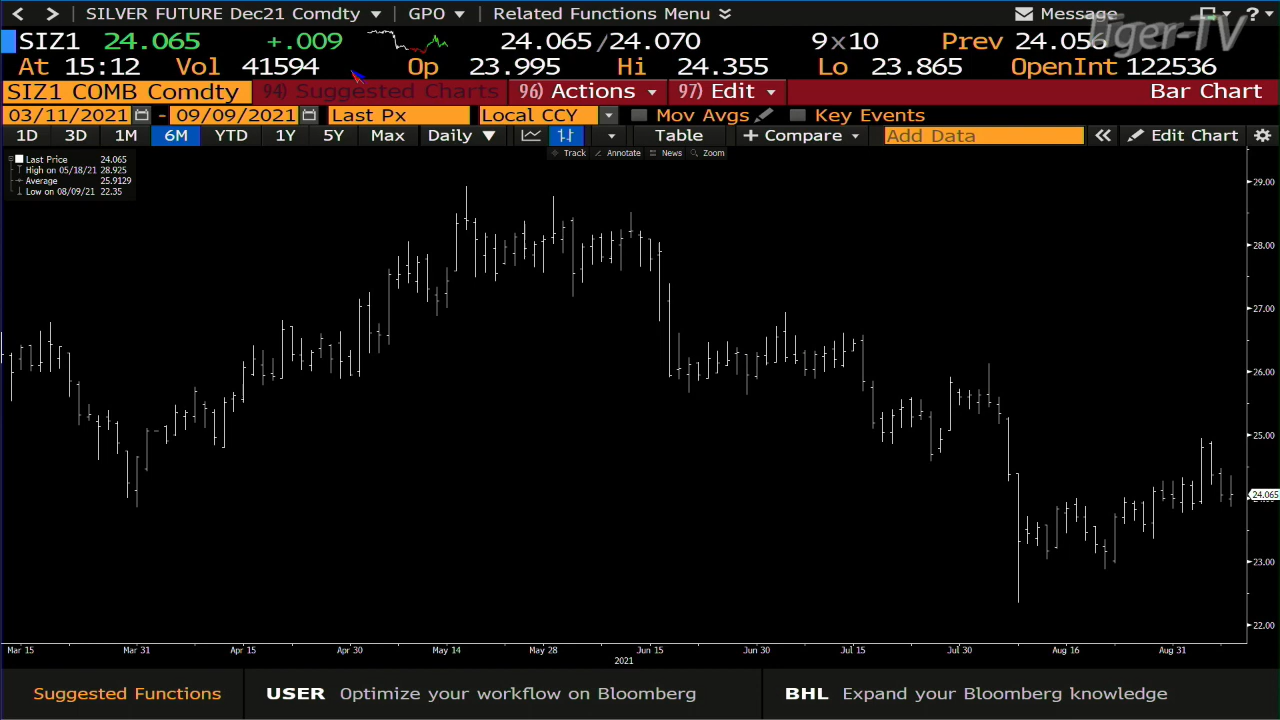 SILVER FUTURE Dec21 Comdty GPO Related Functions Menu Message ?
Tiger-TV
SIZ1 24.065 +.009 24.065/24.070 9x10 Prev 24.056
At 15:12 Vol 41594 Op 23.995 Hi 24.355 Lo 23.865 OpenInt 122536
SIZ1 COMB Comdty 94) Suggested Charts 96) Actions 97) Edit Bar Chart
03/11/2021 - 09/09/2021 Last Px Local CCY Mov Avgs Key Events
1D 3D 1M 6M YTD 1Y 5Y Max Daily Table + Compare Add Data Edit Chart
Track Annotate News Zoom
Last Price 24.065
High on 05/18/21 28.925
Average 25.9129
Low on 08/09/21 22.35
29.00
28.00
27.00
26.00
25.00
24.065
23.00
22.00
Mar 15 Mar 31 Apr 15 Apr 30 May 14 May 28 Jun 15 Jun 30 Jul 15 Jul 30 Aug 16 Aug 31
2021
Suggested Functions USER Optimize your workflow on Bloomberg BHL Expand your Bloomberg knowledge